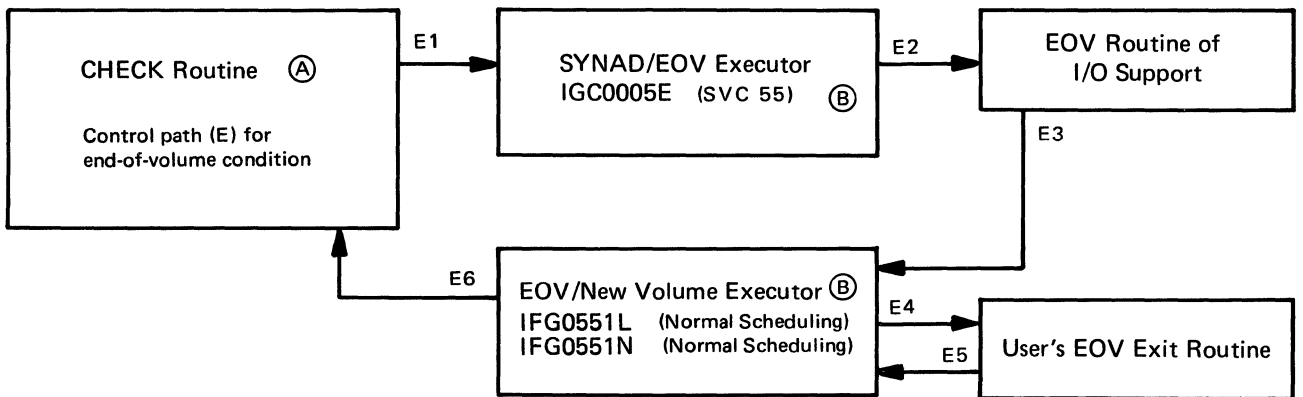 CHECK Routine Ⓐ
Control path (E) for
end-of-volume condition
E1
SYNAD/EOV Executor
IGC0005E (SVC 55) Ⓑ
E2
EOV Routine of
I/O Support
E3
EOV/New Volume Executor Ⓑ
IFG0551L (Normal Scheduling)
IFG0551N (Normal Scheduling)
E4
E5
User's EOV Exit Routine
E6